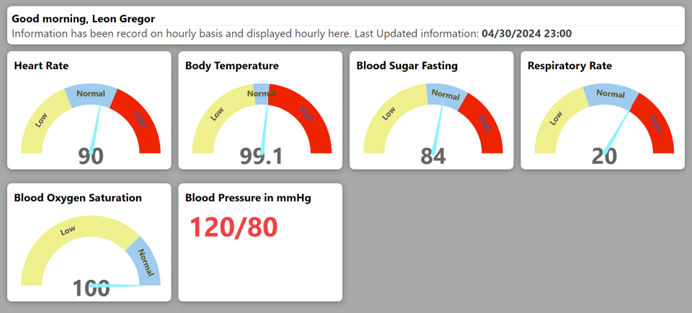 Good morning, Leon Gregor
Information has been record on hourly basis and displayed hourly here. Last Updated information: 04/30/2024 23:00
Heart Rate
Low
Normal
High
90
Body Temperature
Low
Normal
High
99.1
Blood Sugar Fasting
Low
Normal
High
84
Respiratory Rate
Low
Normal
High
20
Blood Oxygen Saturation
Low
Normal
100
Blood Pressure in mmHg
120/80